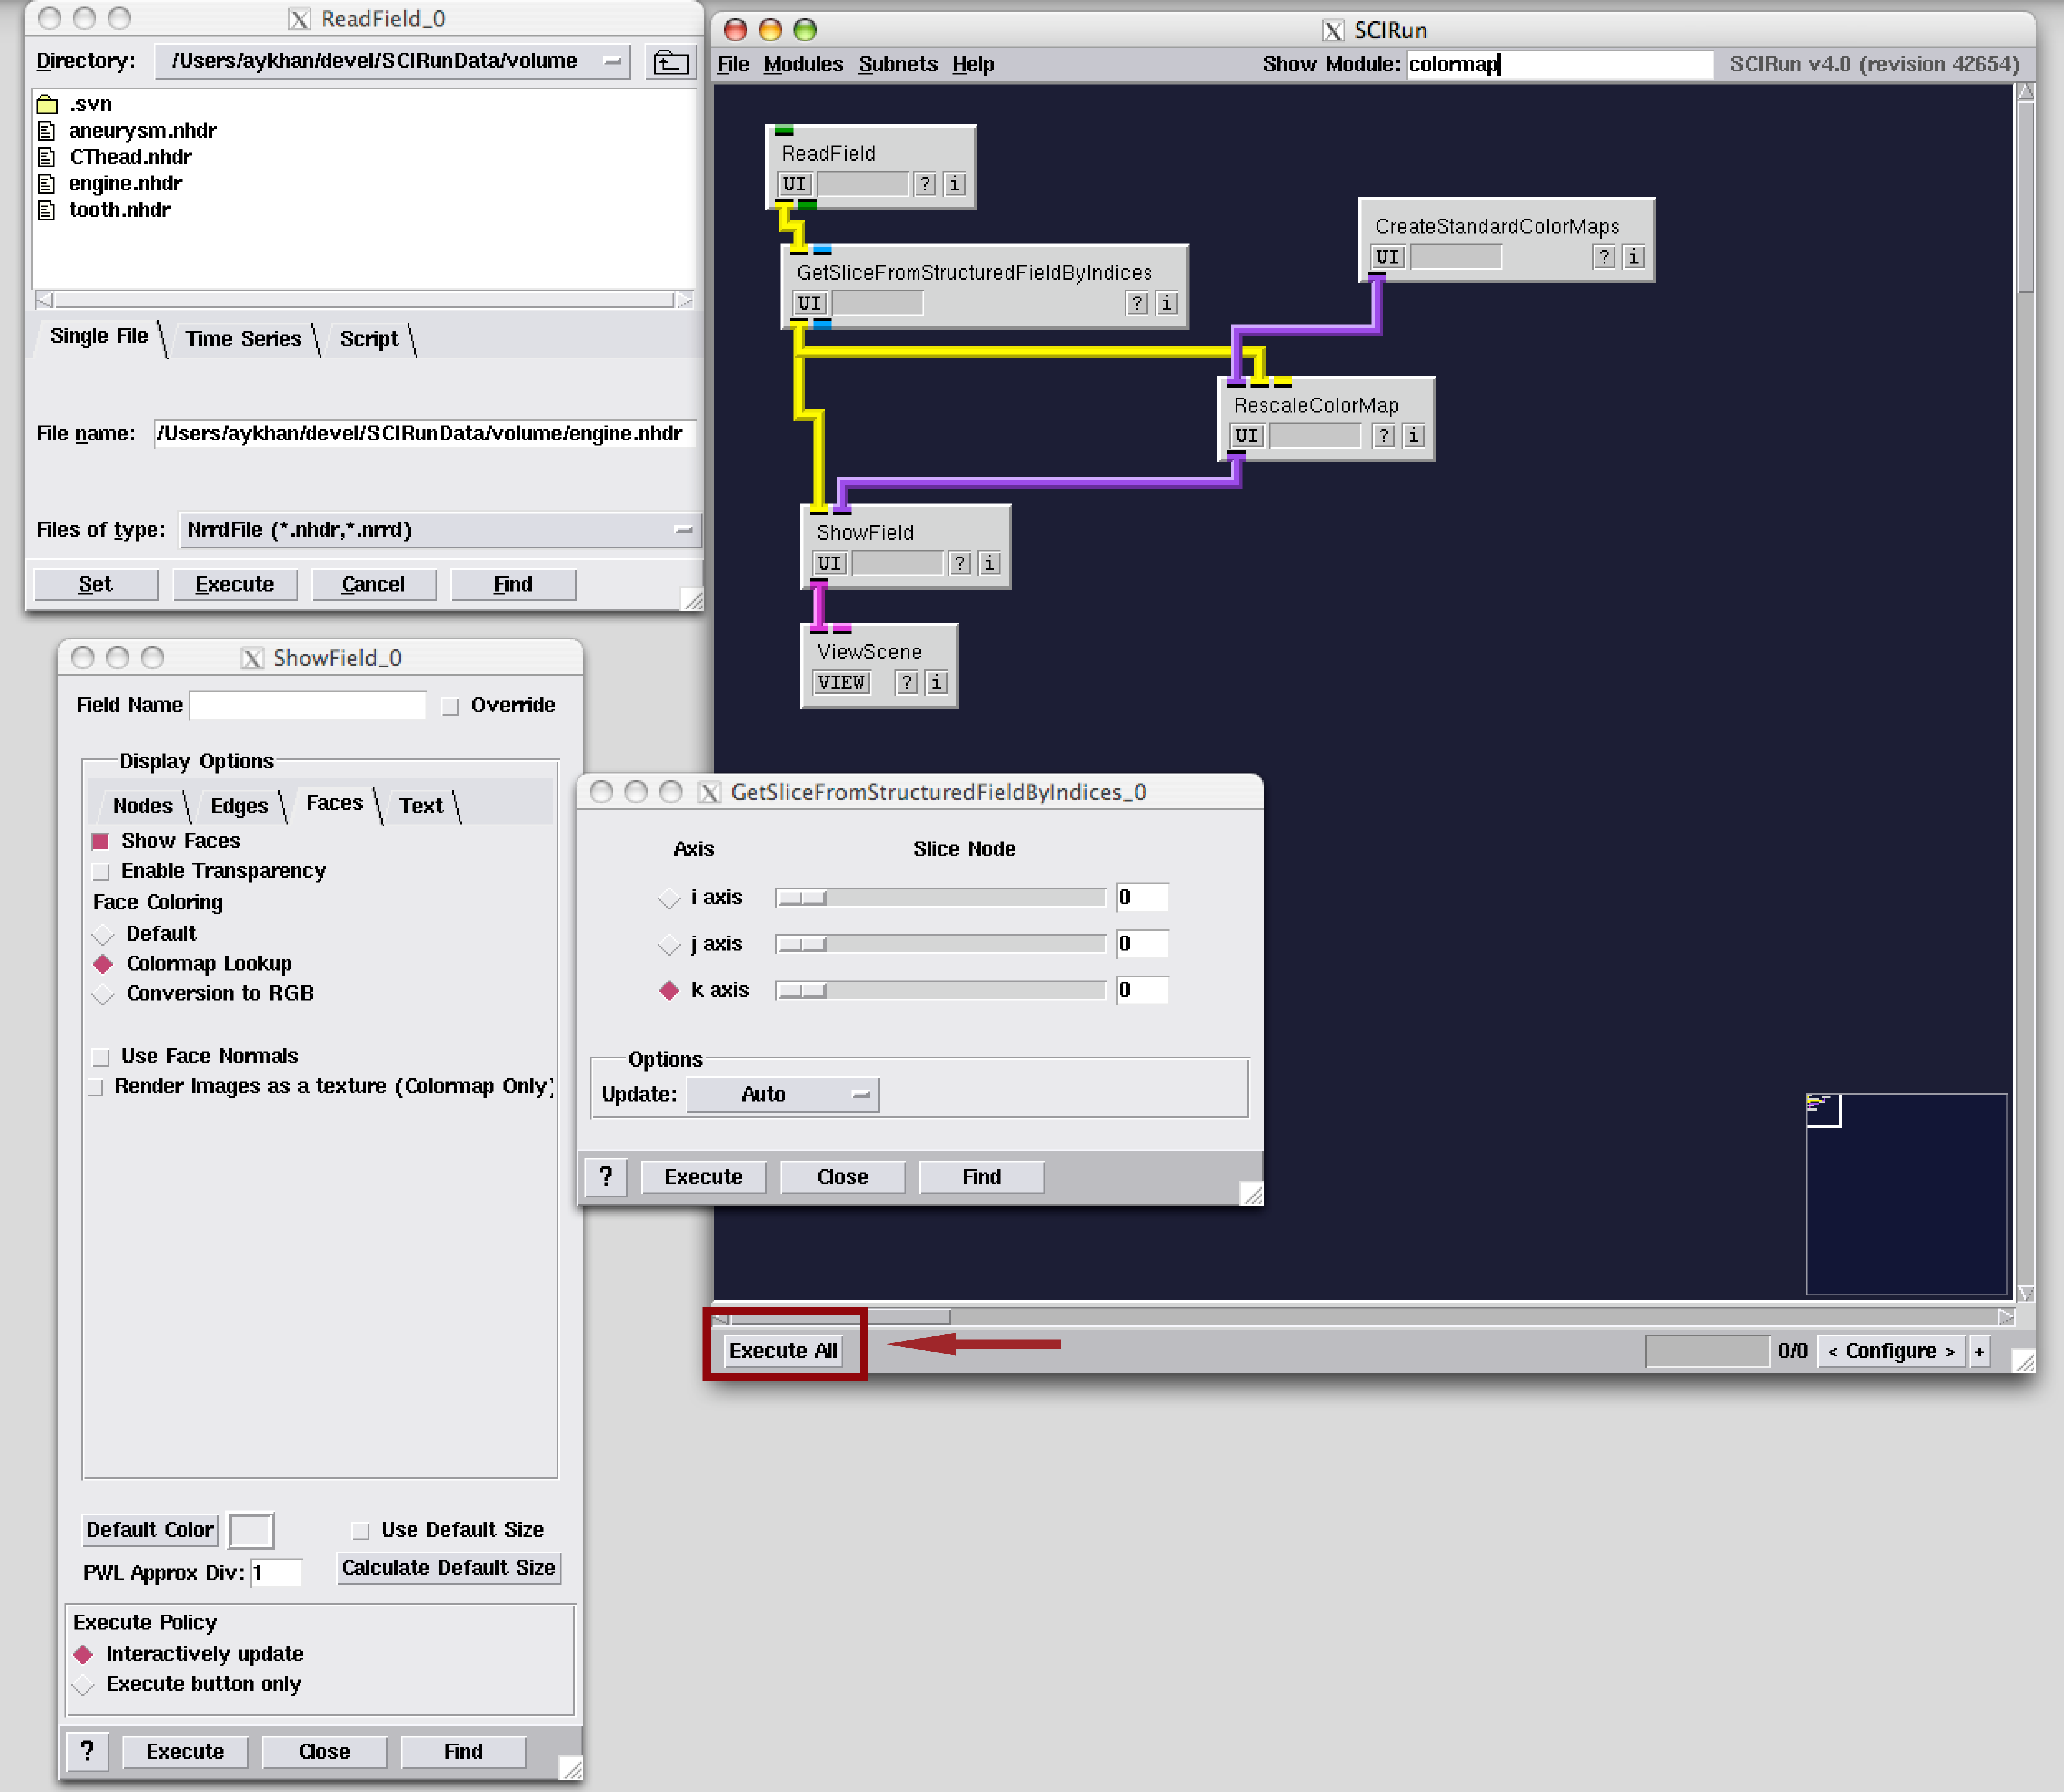 ReadField_0
Directory: /Users/aykhan/devel/SCIRunData/volume
.svn
aneurysm.nhdr
CThead.nhdr
engine.nhdr
tooth.nhdr
Single File Time Series Script
File name: /Users/aykhan/devel/SCIRunData/volume/engine.nhdr
Files of type: NrrdFile (*.nhdr,*.nrrd)
Set Execute Cancel Find
SCIRun
File Modules Subnets Help Show Module: colormap SCIRun v4.0 (revision 42654)
ReadField
UI ? i
GetSliceFromStructuredFieldByIndices
UI ? i
CreateStandardColorMaps
UI ? i
RescaleColorMap
UI ? i
ShowField
UI ? i
ViewScene
VIEW ? i
Execute All 0/0 < Configure > +
ShowField_0
Field Name Override
Display Options
Nodes Edges Faces Text
Show Faces
Enable Transparency
Face Coloring
Default
Colormap Lookup
Conversion to RGB
Use Face Normals
Render Images as a texture (Colormap Only)
Default Color Use Default Size
PWL Approx Div: 1 Calculate Default Size
Execute Policy
Interactively update
Execute button only
? Execute Close Find
GetSliceFromStructuredFieldByIndices_0
Axis Slice Node
i axis 0
j axis 0
k axis 0
Options
Update: Auto
? Execute Close Find